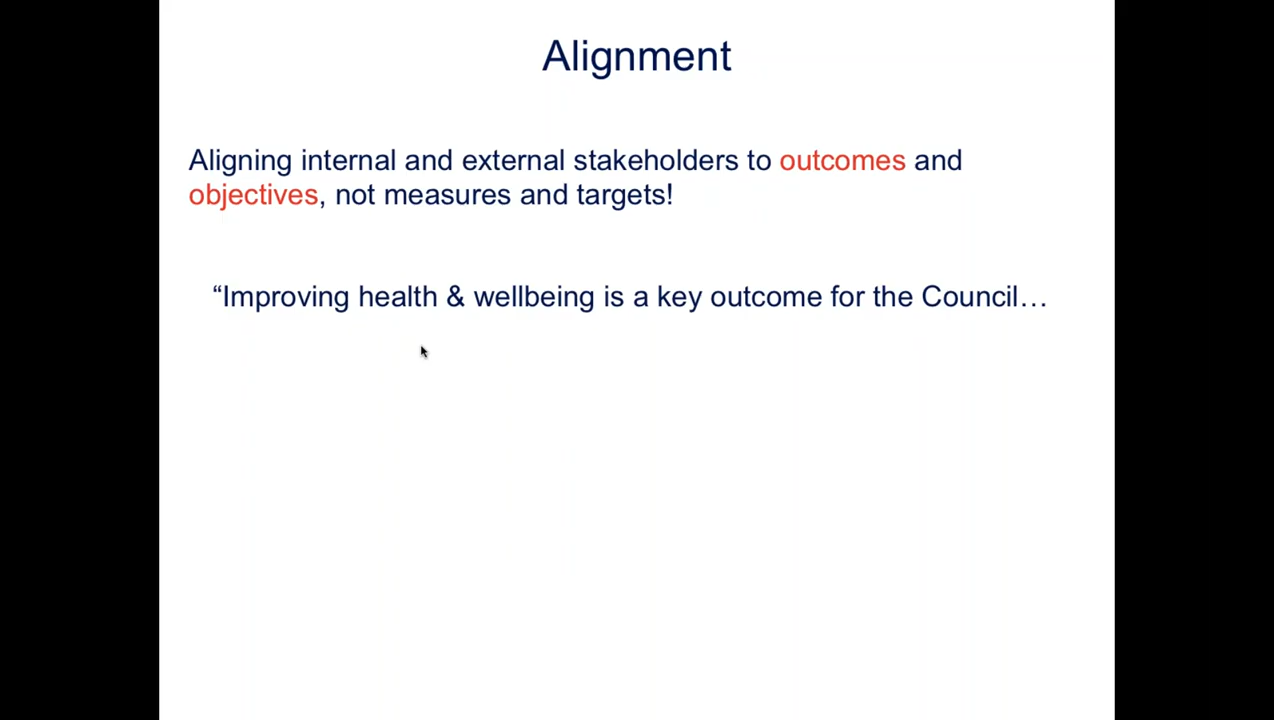 Alignment
Aligning internal and external stakeholders to outcomes and
objectives, not measures and targets!
“Improving health & wellbeing is a key outcome for the Council…